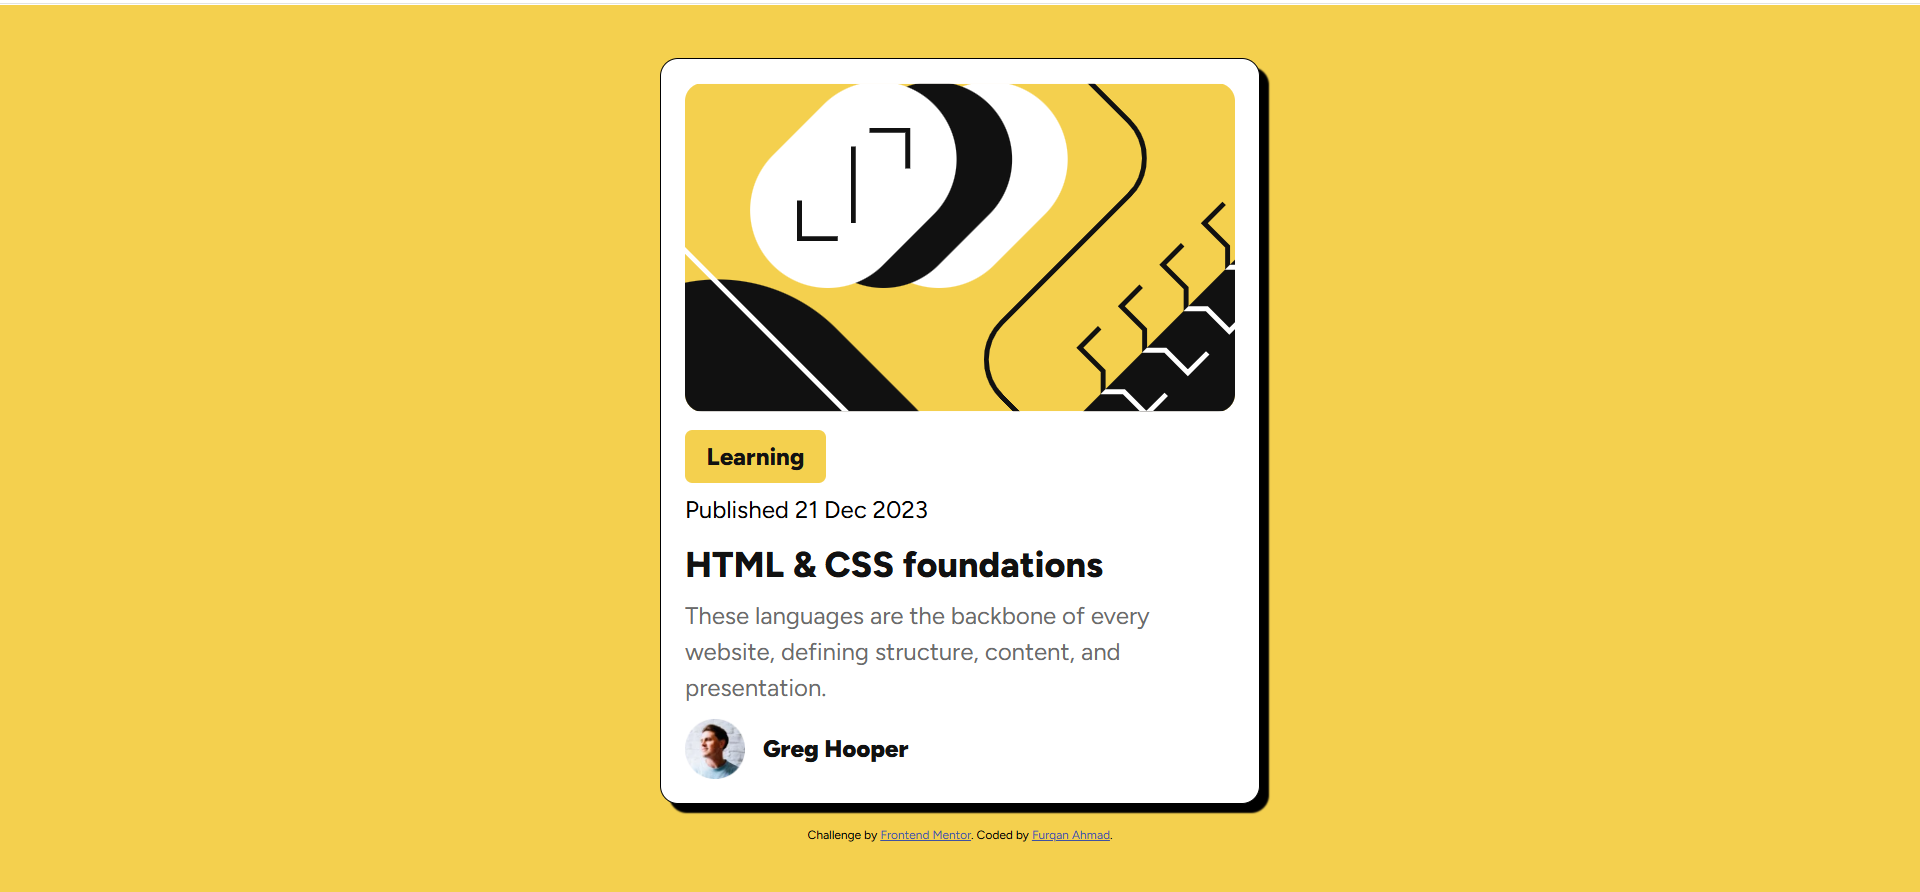 Learning
Published 21 Dec 2023
HTML & CSS foundations
These languages are the backbone of every
website, defining structure, content, and
presentation.
Greg Hooper
Challenge by Frontend Mentor. Coded by Furqan Ahmad.